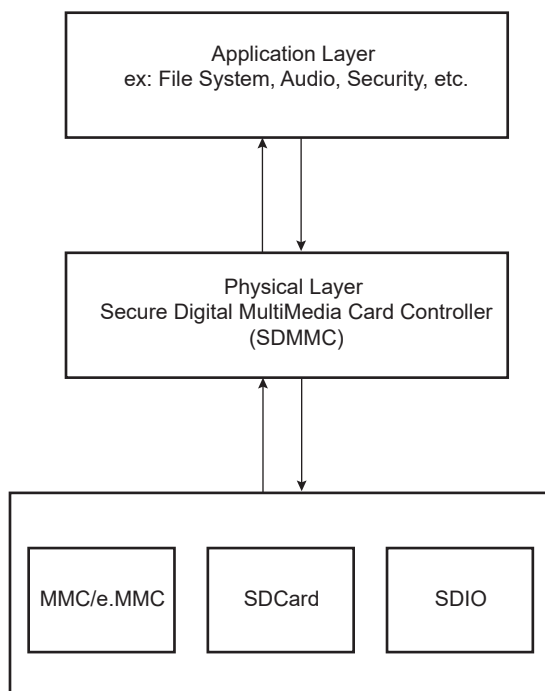 Application Layer
ex: File System, Audio, Security, etc.
Physical Layer
Secure Digital MultiMedia Card Controller
(SDMMC)
MMC/e.MMC
SDCard
SDIO